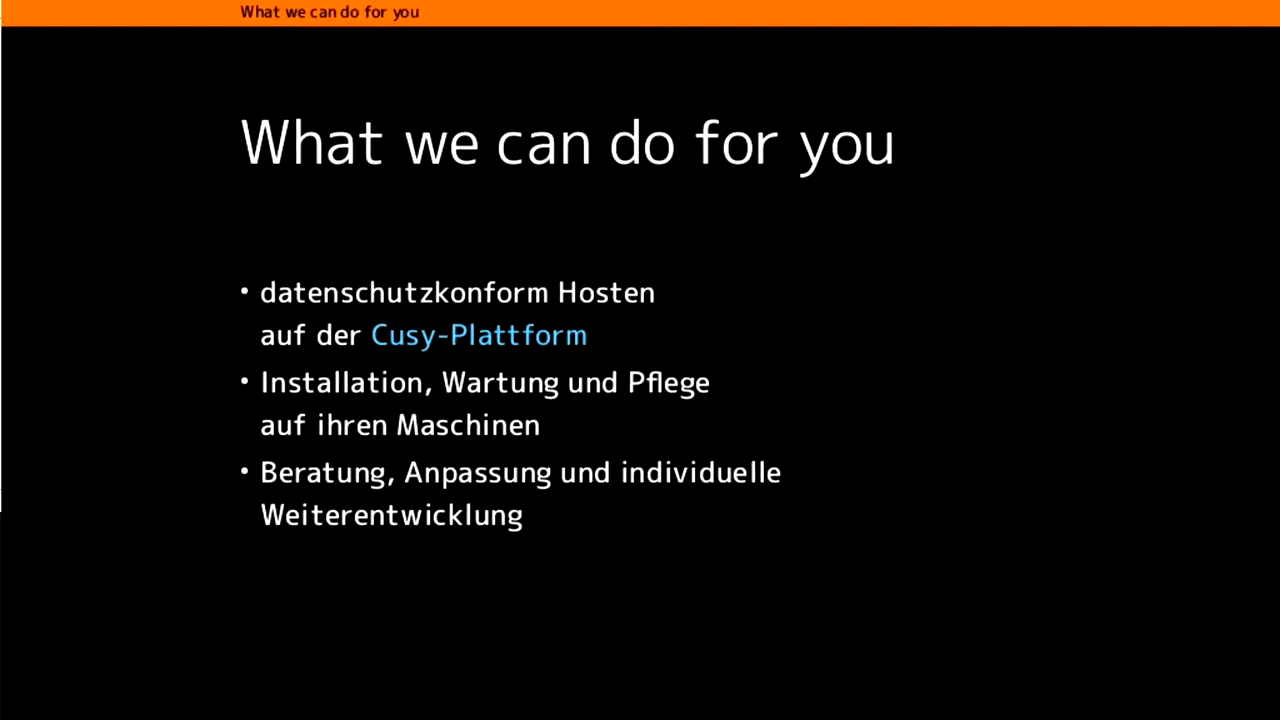 What we can do for you
What we can do for you
• datenschutzkonform Hosten
auf der Cusy-Plattform
• Installation, Wartung und Pflege
auf ihren Maschinen
• Beratung, Anpassung und individuelle
Weiterentwicklung